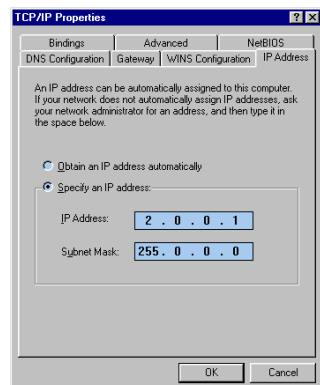 TCP/IP Properties
Bindings Advanced NetBIOS
DNS Configuration Gateway WINS Configuration IP Address
An IP address can be automatically assigned to this computer.
If your network does not automatically assign IP addresses, ask
your network administrator for an address, and then type it in
the space below.
Obtain an IP address automatically
Specify an IP address:
IP Address: 2 . 0 . 0 . 1
Subnet Mask: 255 . 0 . 0 . 0
OK Cancel